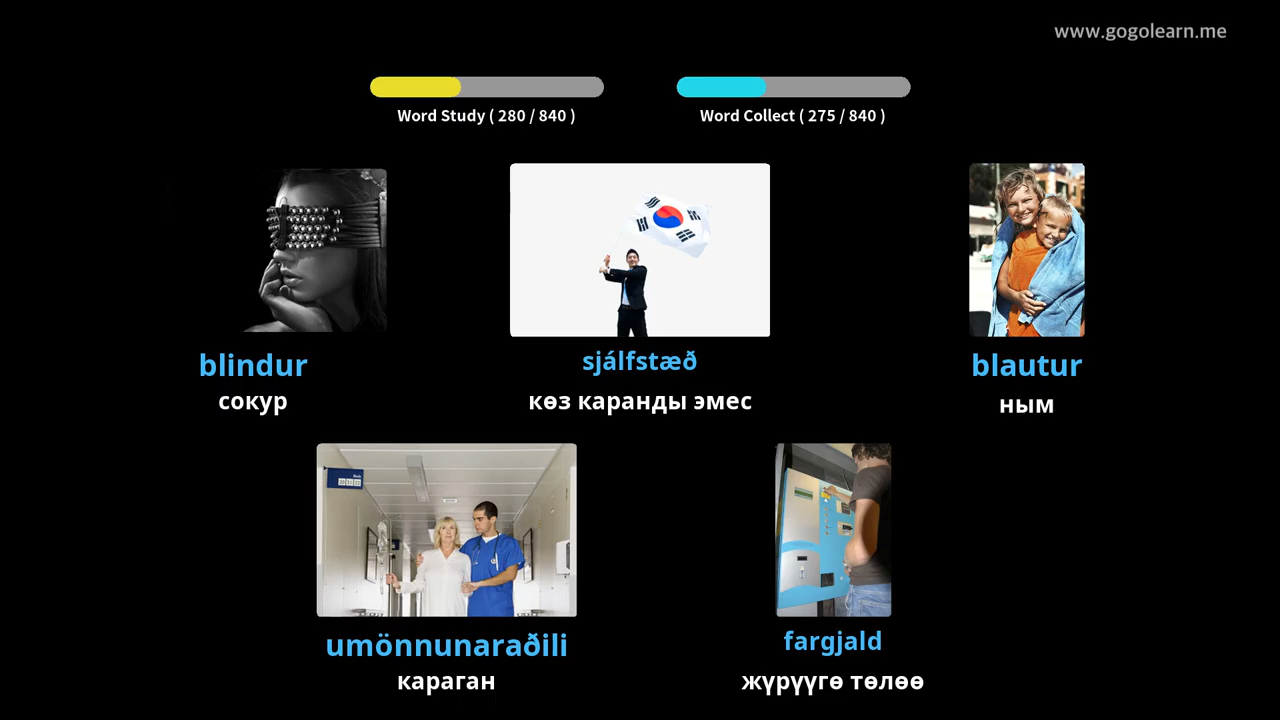 www.gogolearn.me
Word Study ( 280 / 840 )
Word Collect ( 275 / 840 )
blindur
сокур
sjálfstæð
көз каранды эмес
blautur
ным
umönnunaraðili
караган
fargjald
жүрүүгө төлөө